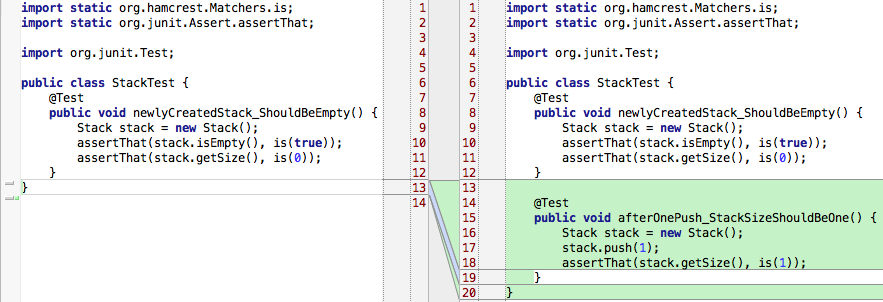 import static org.hamcrest.Matchers.is;
import static org.junit.Assert.assertThat;

import org.junit.Test;

public class StackTest {
    @Test
    public void newlyCreatedStack_ShouldBeEmpty() {
        Stack stack = new Stack();
        assertThat(stack.isEmpty(), is(true));
        assertThat(stack.getSize(), is(0));
    }
}
1
2
3
4
5
6
7
8
9
10
11
12
13
14
1 import static org.hamcrest.Matchers.is;
2 import static org.junit.Assert.assertThat;
3
4 import org.junit.Test;
5
6 public class StackTest {
7     @Test
8     public void newlyCreatedStack_ShouldBeEmpty() {
9         Stack stack = new Stack();
10         assertThat(stack.isEmpty(), is(true));
11         assertThat(stack.getSize(), is(0));
12     }
13
14     @Test
15     public void afterOnePush_StackSizeShouldBeOne() {
16         Stack stack = new Stack();
17         stack.push(1);
18         assertThat(stack.getSize(), is(1));
19     }
20 }